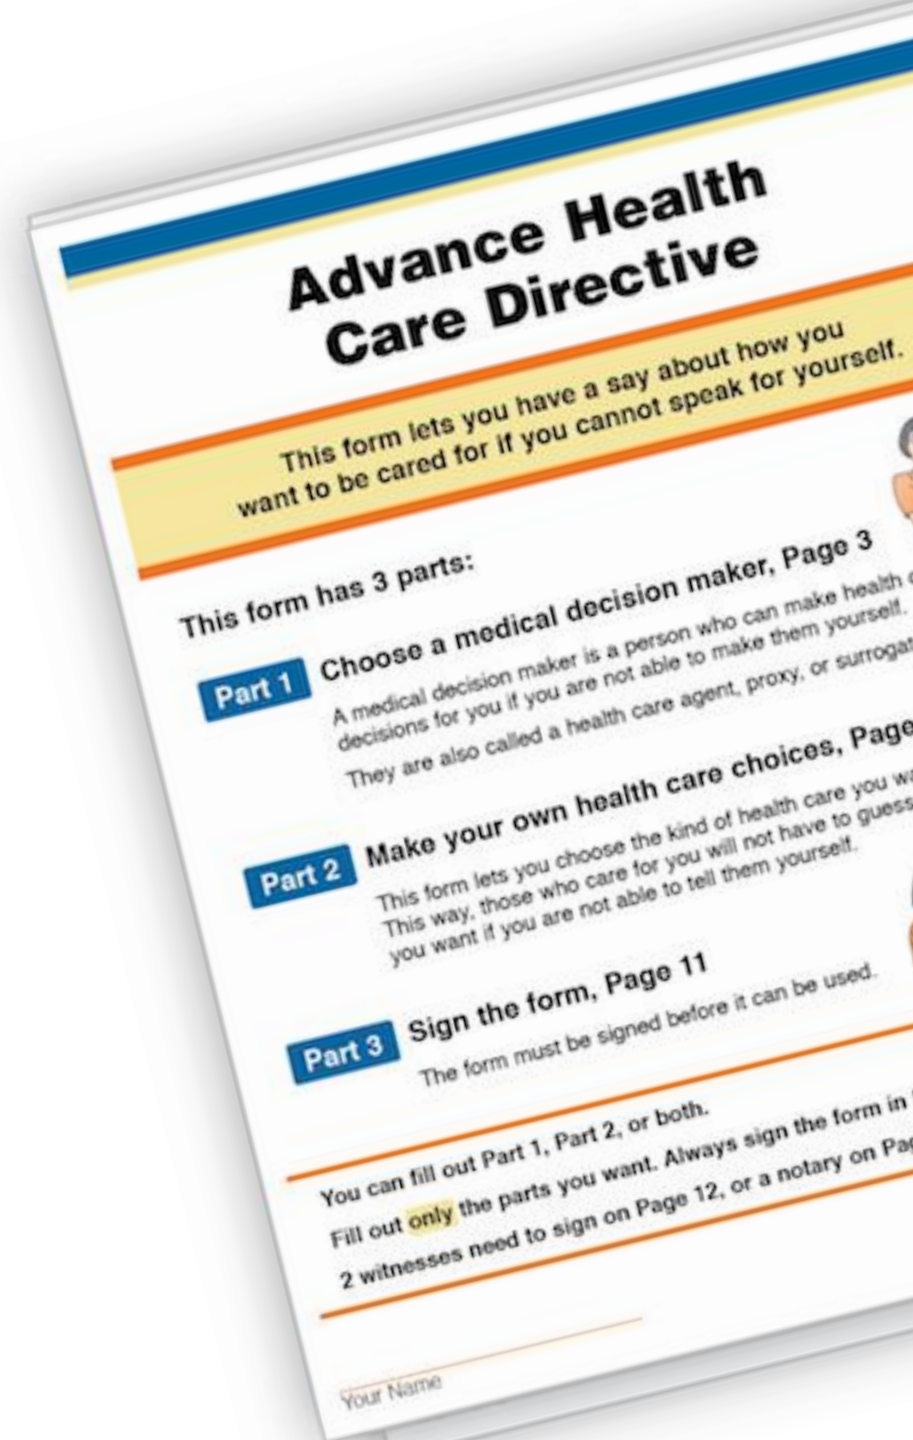 Advance Health
Care Directive
This form lets you have a say about how you
want to be cared for if you cannot speak for yourself.
This form has 3 parts:
Part 1
Choose a medical decision maker, Page 3
A medical decision maker is a person who can make health
decisions for you if you are not able to make them yourself.
They are also called a health care agent, proxy, or
Part 2
Make your own health care choices, Page
This form lets you choose the kind of health care you
This way, those who care for you will not have to guess
you want if you are not able to tell them yourself.
Part 3
Sign the form, Page 11
The form must be signed before it can be used.
You can fill out Part 1, Part 2, or both.
Fill out only the parts you want. Always sign the form in
2 witnesses need to sign on Page 12, or a notary on
Your Name